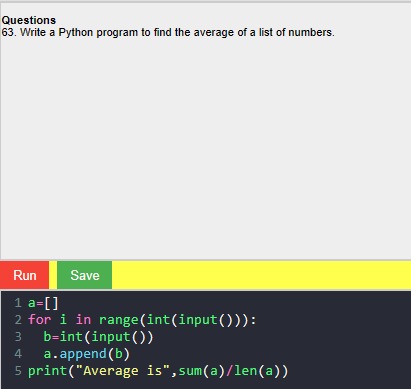 Questions
63. Write a Python program to find the average of a list of numbers.
Run Save
1 a=[]
2 for i in range(int(input())):
3   b=int(input())
4   a.append(b)
5 print("Average is",sum(a)/len(a))